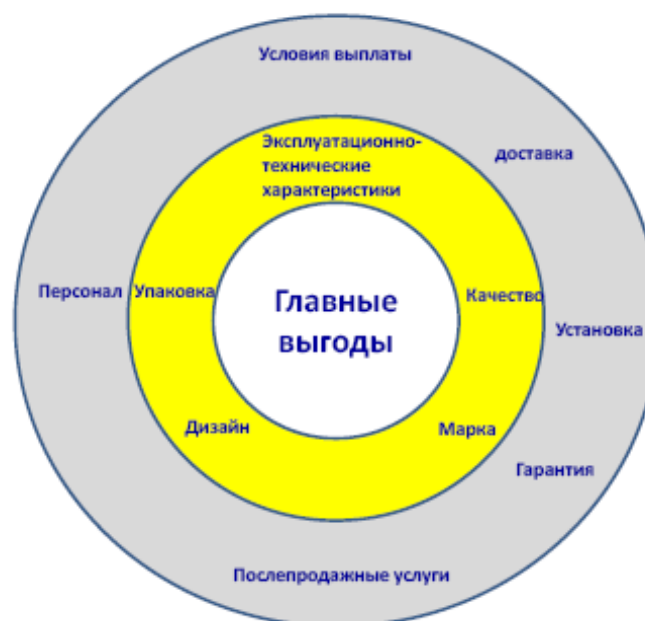 Условия выплаты
Эксплуатационно-
технические
характеристики
доставка
Персонал
Упаковка
Главные
выгоды
Качество
Установка
Дизайн
Марка
Гарантия
Послепродажные услуги